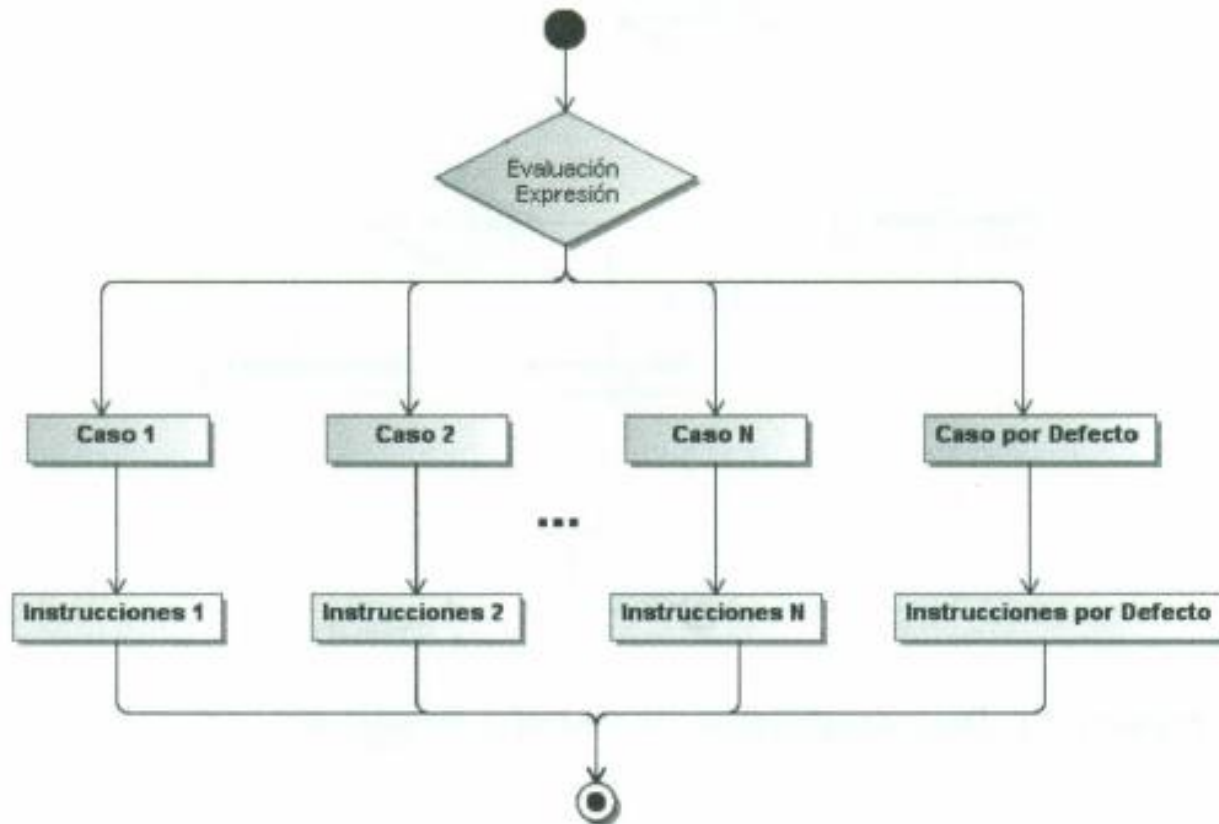 Evaluación
Expresión
Caso 1
Caso 2
Caso N
Caso por Defecto
...
Instrucciones 1
Instrucciones 2
Instrucciones N
Instrucciones por Defecto